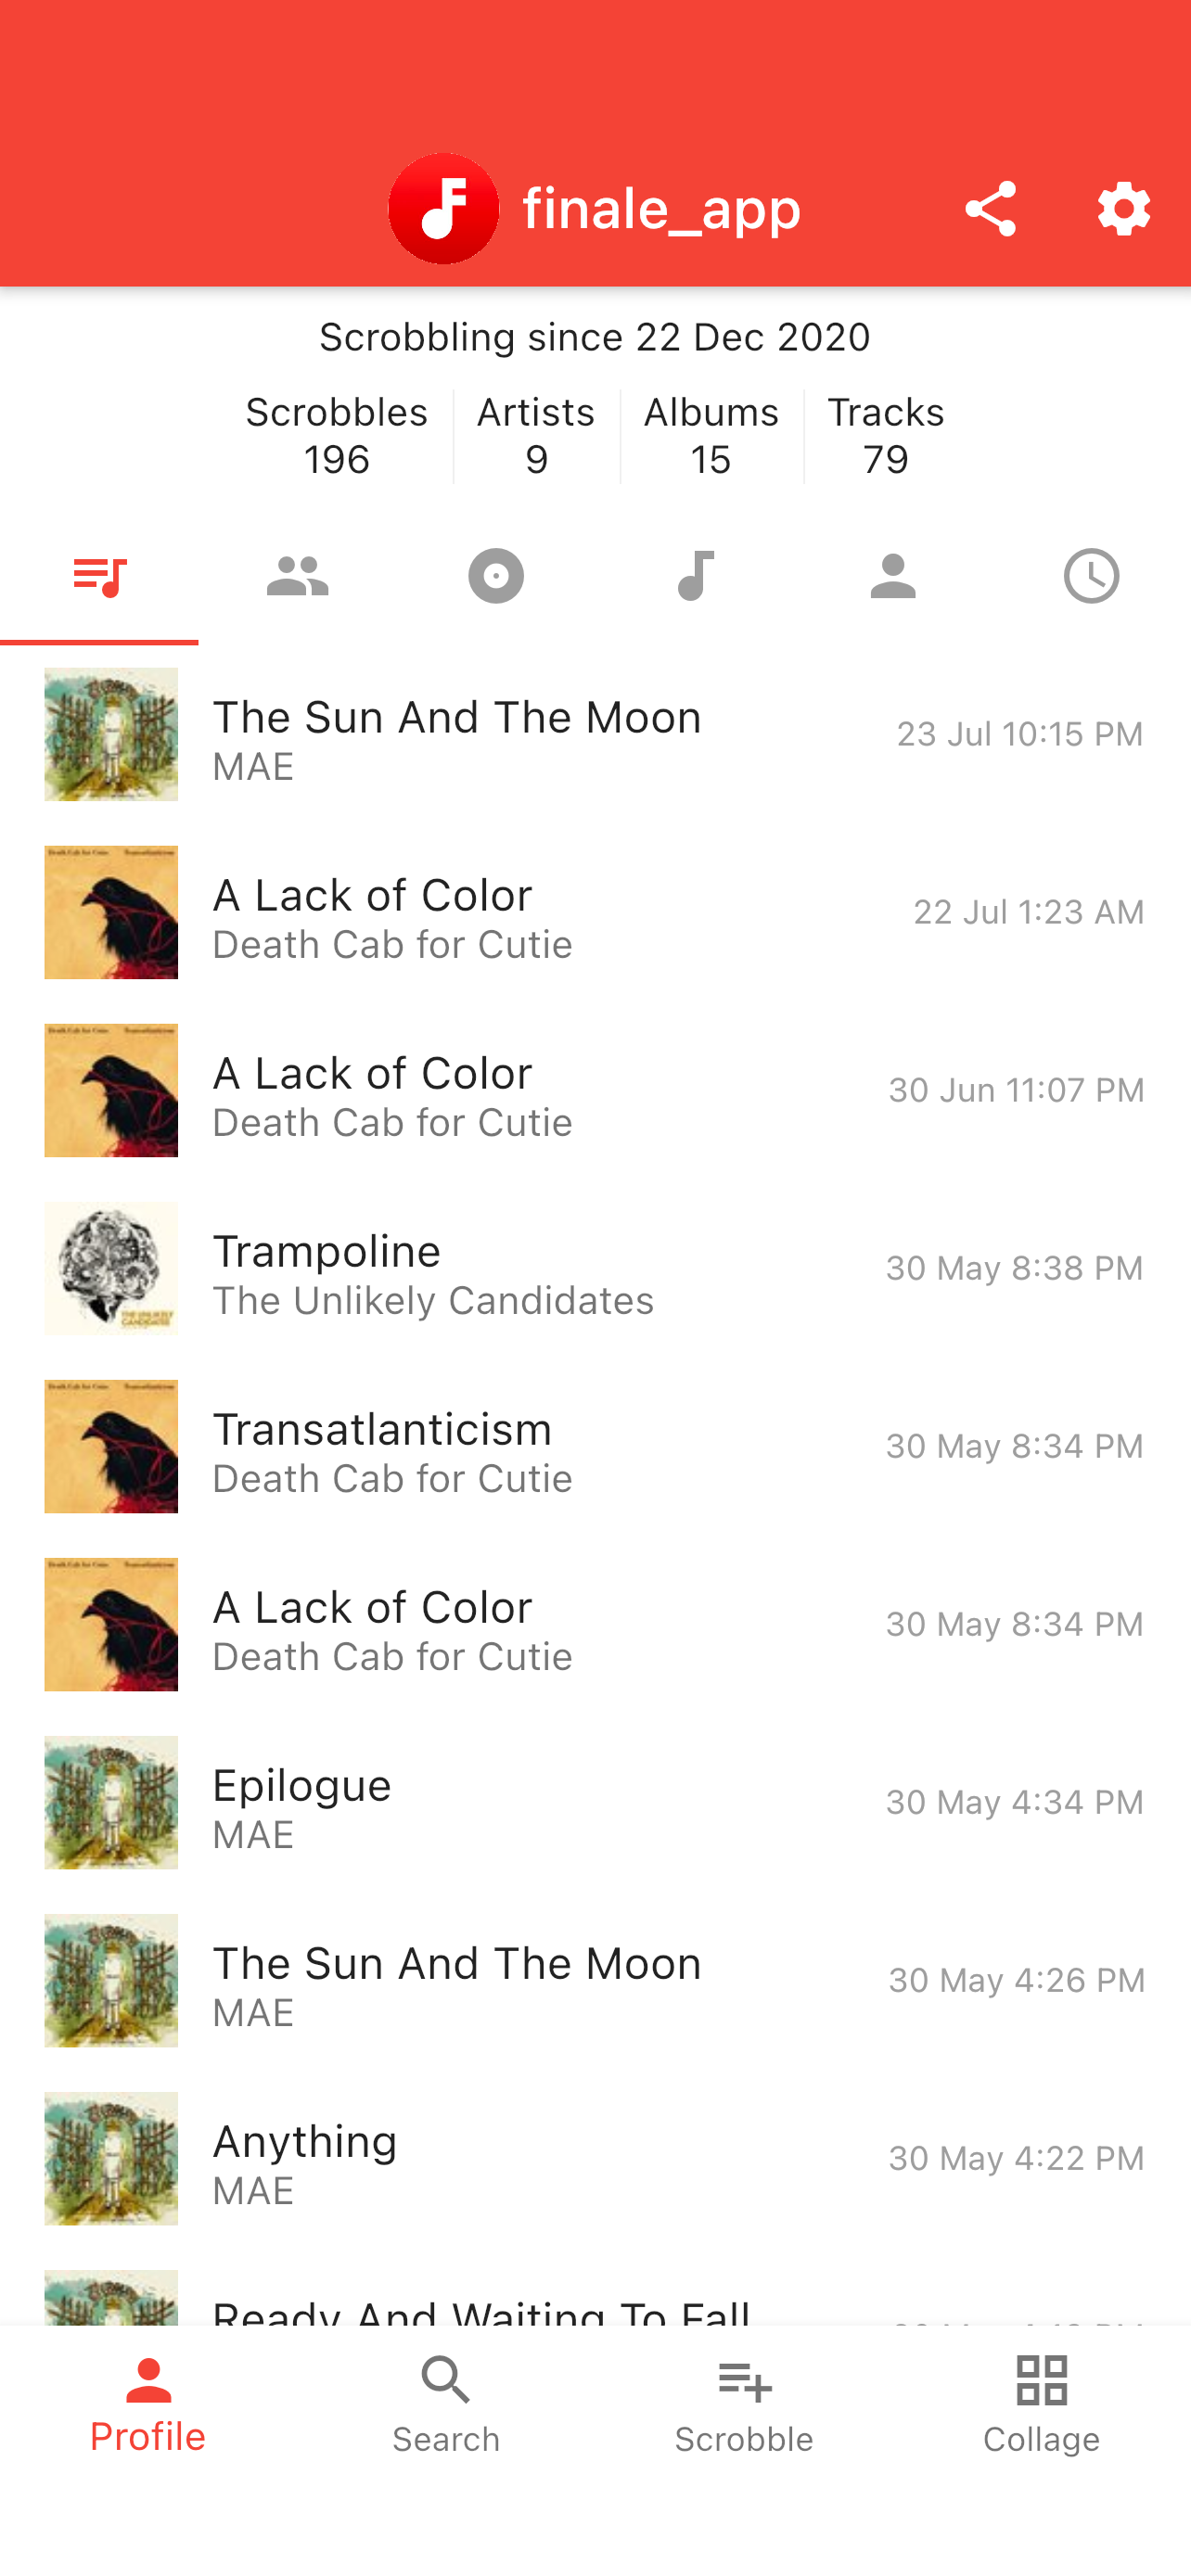 finale_app
Scrobbling since 22 Dec 2020
Scrobbles Artists Albums Tracks
196 9 15 79
The Sun And The Moon
MAE
23 Jul 10:15 PM
A Lack of Color
Death Cab for Cutie
22 Jul 1:23 AM
A Lack of Color
Death Cab for Cutie
30 Jun 11:07 PM
Trampoline
The Unlikely Candidates
30 May 8:38 PM
THE UNLIKELY
CANDIDATES
Transatlanticism
Death Cab for Cutie
30 May 8:34 PM
A Lack of Color
Death Cab for Cutie
30 May 8:34 PM
Epilogue
MAE
30 May 4:34 PM
The Sun And The Moon
MAE
30 May 4:26 PM
Anything
MAE
30 May 4:22 PM
Ready And Waiting To Fall
Profile Search Scrobble Collage